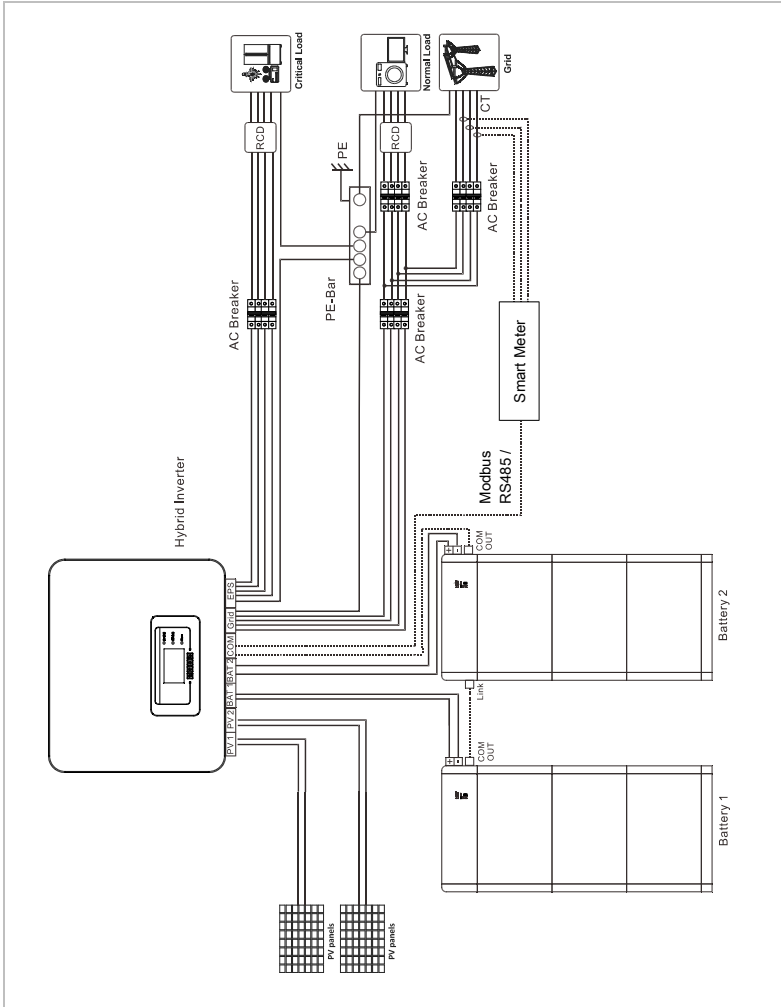 Hybrid Inverter
PV 1
PV 2
BAT 1
BAT 2
COM
Grid
EPS
AC Breaker
RCD
Critical Load
PE-Bar
PE
AC Breaker
AC Breaker
RCD
Normal Load
AC Breaker
CT
Grid
Smart Meter
Modbus
RS485 /
PV panels
PV panels
+
-
COM
OUT
Link
Battery 1
+
-
COM
OUT
Battery 2